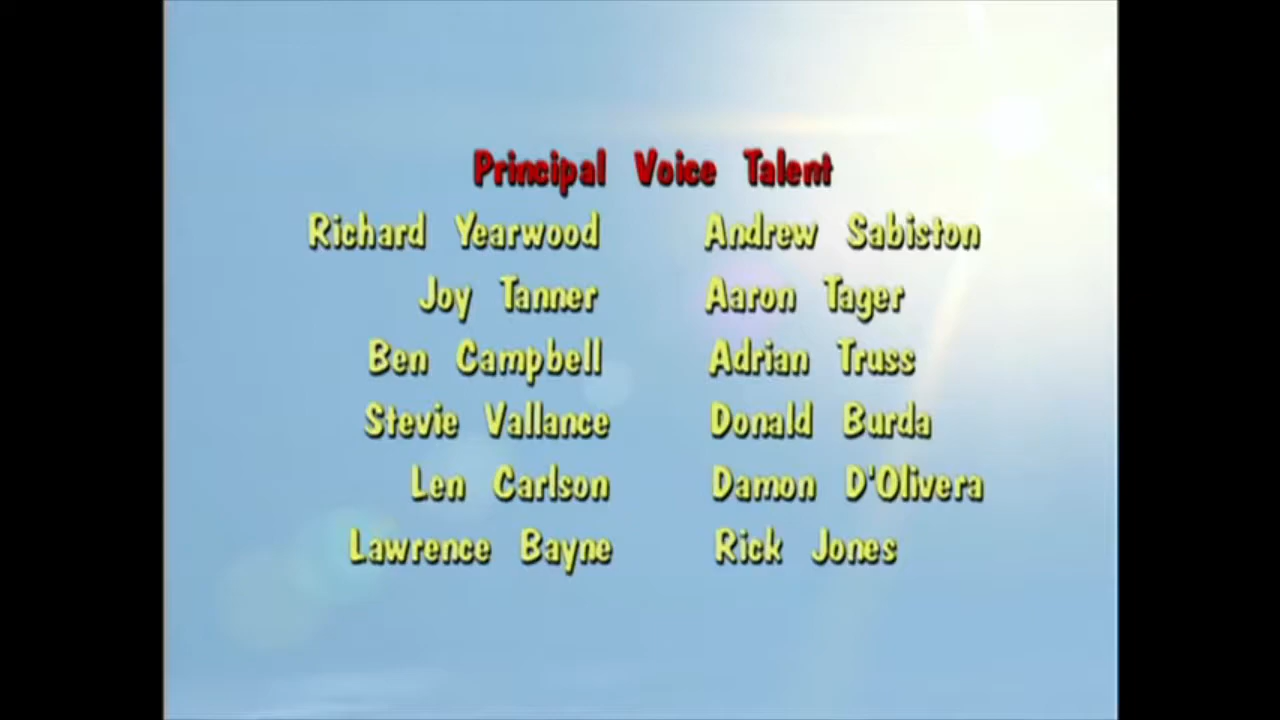 Principal Voice Talent
Richard Yearwood Andrew Sabiston
Joy Tanner Aaron Tager
Ben Campbell Adrian Truss
Stevie Vallance Donald Burda
Len Carlson Damon D'Olivera
Lawrence Bayne Rick Jones